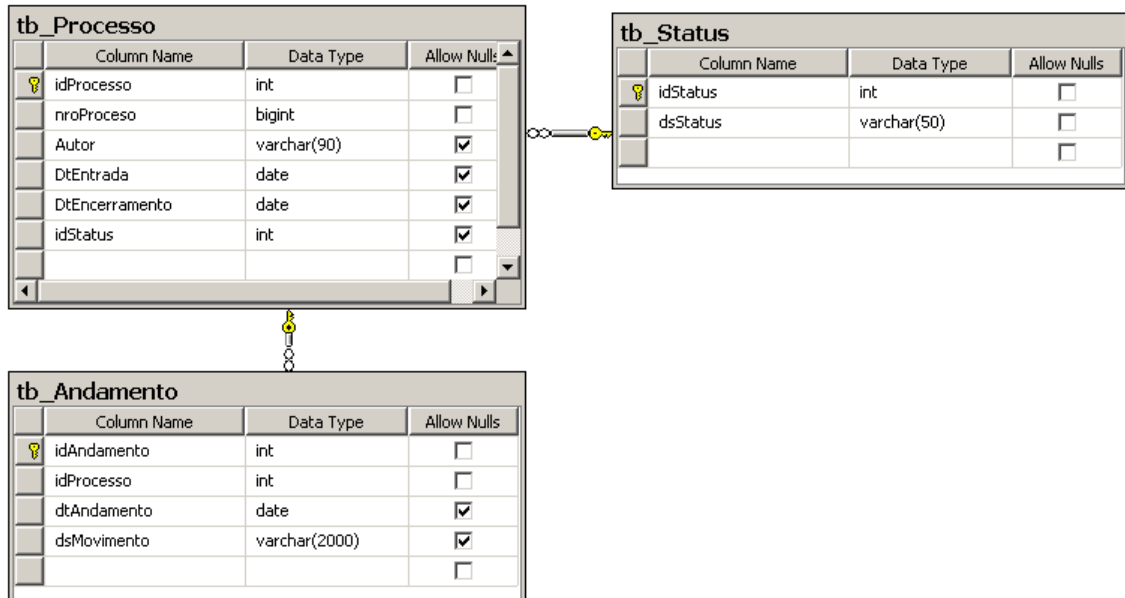 tb_Processo
Column Name Data Type Allow Nulls
idProcesso int
nroProceso bigint
Autor varchar(90)
DtEntrada date
DtEncerramento date
idStatus int
tb_Status
Column Name Data Type Allow Nulls
idStatus int
dsStatus varchar(50)
tb_Andamento
Column Name Data Type Allow Nulls
idAndamento int
idProcesso int
dtAndamento date
dsMovimento varchar(2000)